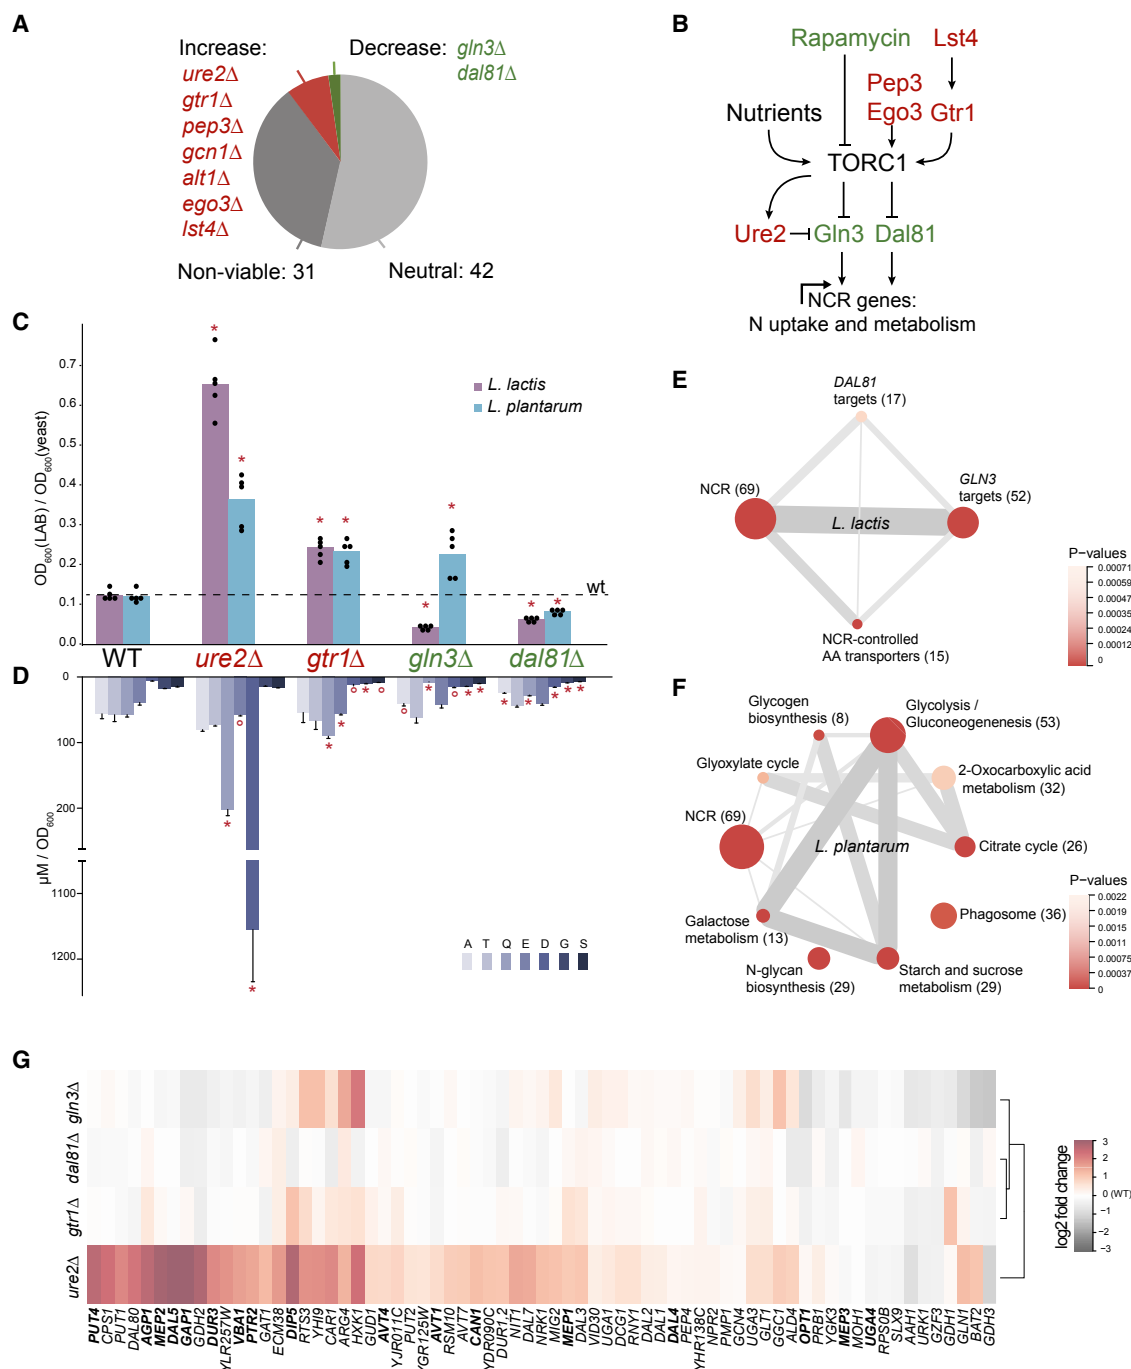 A
Increase:
ure2Δ
gtr1Δ
pep3Δ
gcn1Δ
alt1Δ
ego3Δ
lst4Δ
Decrease: gln3Δ
dal81Δ
Non-viable: 31
Neutral: 42
B
Rapamycin Lst4
Pep3
Nutrients Ego3 Gtr1
TORC1
Ure2 Gln3 Dal81
NCR genes:
N uptake and metabolism
C
OD600(LAB) / OD600(yeast)
0.7
0.6
0.5
0.4
0.3
0.2
0.1
0.0
L. lactis
L. plantarum
wt
WT ure2Δ gtr1Δ gln3Δ dal81Δ
D
µM / OD600
0
100
200
1100
1200
A T Q E D G S
E
DAL81
targets (17)
NCR (69)
GLN3
targets (52)
L. lactis
NCR-controlled
AA transporters (15)
P-values
0.00071
0.00059
0.00047
0.00035
0.00024
0.00012
0
F
Glycogen
biosynthesis (8)
Glycolysis /
Gluconeogenenesis (53)
Glyoxylate cycle
2-Oxocarboxylic acid
metabolism (32)
NCR (69)
L. plantarum
Citrate cycle (26)
Phagosome (36)
Galactose
metabolism (13)
N-glycan
biosynthesis (29)
Starch and sucrose
metabolism (29)
P-values
0.0022
0.0019
0.0015
0.0011
0.00075
0.00037
0
G
gln3Δ
dal81Δ
gtr1Δ
ure2Δ
PUT4
CPS1
PUT1
DAL80
AGP1
MEP2
DAL5
GAP1
GDH2
DUR3
YLR257W
VBA1
PTR2
GAT1
ECM38
DIP5
RTS3
YHI9
CAR1
ARG4
HXK1
GUD1
AVT4
YJR011C
PUT2
YGR125W
AVT1
RSM10
AVT7
CAN1
YDR090C
DUR1,2
NIT1
DAL7
NRK1
MIG2
MEP1
DAL3
VID30
UGA1
DCG1
RNY1
DAL2
DAL1
DAL4
PEP4
YHR138C
NPR2
PMP1
GCN4
UGA3
GLT1
GGC1
ALD4
OPT1
PRB1
YGK3
MEP3
MOH1
UGA4
RPS0B
SLX9
AAH1
URK1
GZF3
GDH1
GLN1
BAT2
GDH3
log2 fold change
3
2
1
0 (WT)
−1
−2
−3